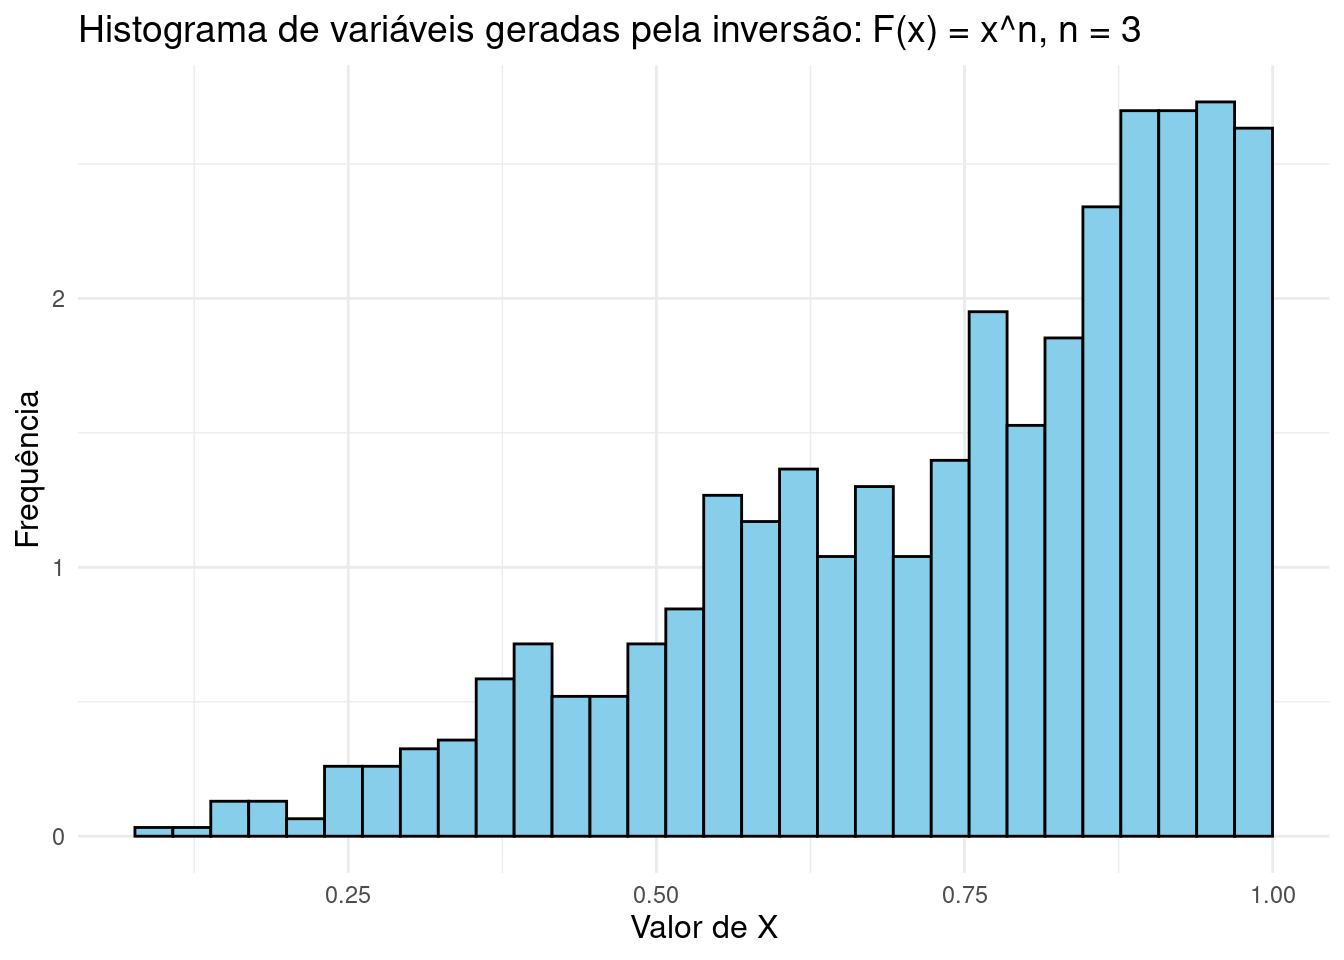 Histograma de variáveis geradas pela inversão: F(x) = x^n, n = 3
Frequência
2
1
0
0.25 0.50 0.75 1.00
Valor de X